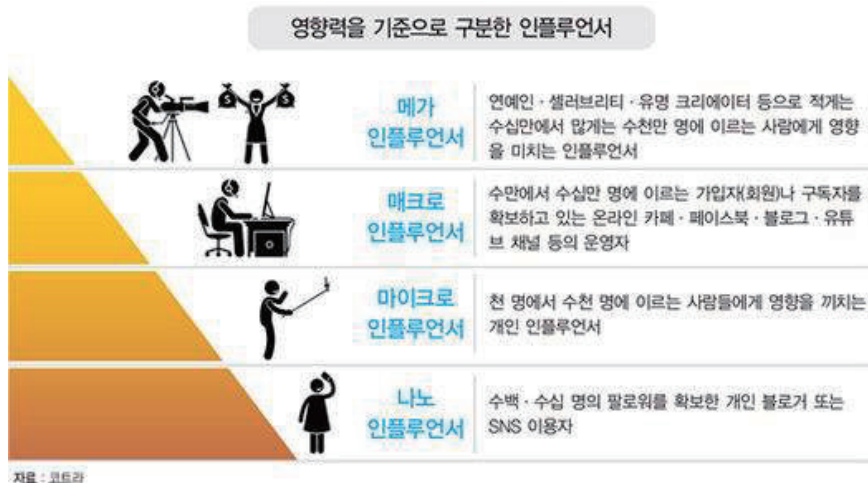 영향력을 기준으로 구분한 인플루언서
메가
인플루언서
연예인 · 셀러브리티 · 유명 크리에이터 등으로 적게는
수십만에서 많게는 수천만 명에 이르는 사람에게 영향
을 미치는 인플루언서
매크로
인플루언서
수만에서 수십만 명에 이르는 가입자(회원)나 구독자를
확보하고 있는 온라인 카페 · 페이스북 · 블로그 · 유튜
브 채널 등의 운영자
마이크로
인플루언서
천 명에서 수천 명에 이르는 사람들에게 영향을 끼치는
개인 인플루언서
나노
인플루언서
수백 · 수십 명의 팔로워를 확보한 개인 블로거 또는
SNS 이용자
자료 : 코트라